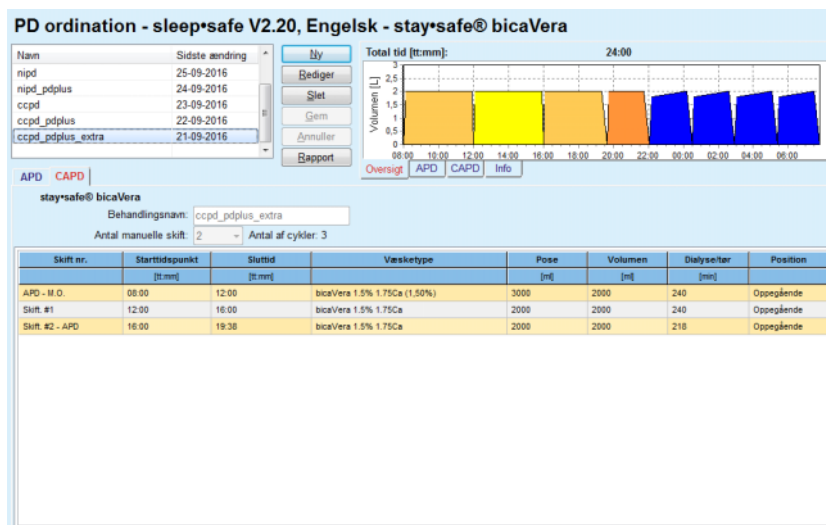 PD ordination - sleep•safe V2.20, Engelsk - stay•safe® bicaVera
Navn Sidste ændring
nipd 25-09-2016
nipd_pdplus 24-09-2016
ccpd 23-09-2016
ccpd_pdplus 22-09-2016
ccpd_pdplus_extra 21-09-2016
Ny
Rediger
Slet
Gem
Annuller
Rapport
Total tid [tt:mm]: 24:00
Volumen [L]
3
2,5
2
1,5
1
0,5
0
08:00 10:00 12:00 14:00 16:00 18:00 20:00 22:00 00:00 02:00 04:00 06:00
Oversigt APD CAPD Info
APD CAPD
stay•safe® bicaVera
Behandlingsnavn: ccpd_pdplus_extra
Antal manuelle skift: 2 Antal af cykler: 3
Skift nr. Starttidspunkt Sluttid Væsketype Pose Volumen Dialyse/tør Position
[tt:mm] [tt:mm] [ml] [ml] [min]
APD - M.O. 08:00 12:00 bicaVera 1.5% 1.75Ca (1,50%) 3000 2000 240 Oppegående
Skift. #1 12:00 16:00 bicaVera 1.5% 1.75Ca 2000 2000 240 Oppegående
Skift. #2 - APD 16:00 19:38 bicaVera 1.5% 1.75Ca 2000 2000 218 Oppegående